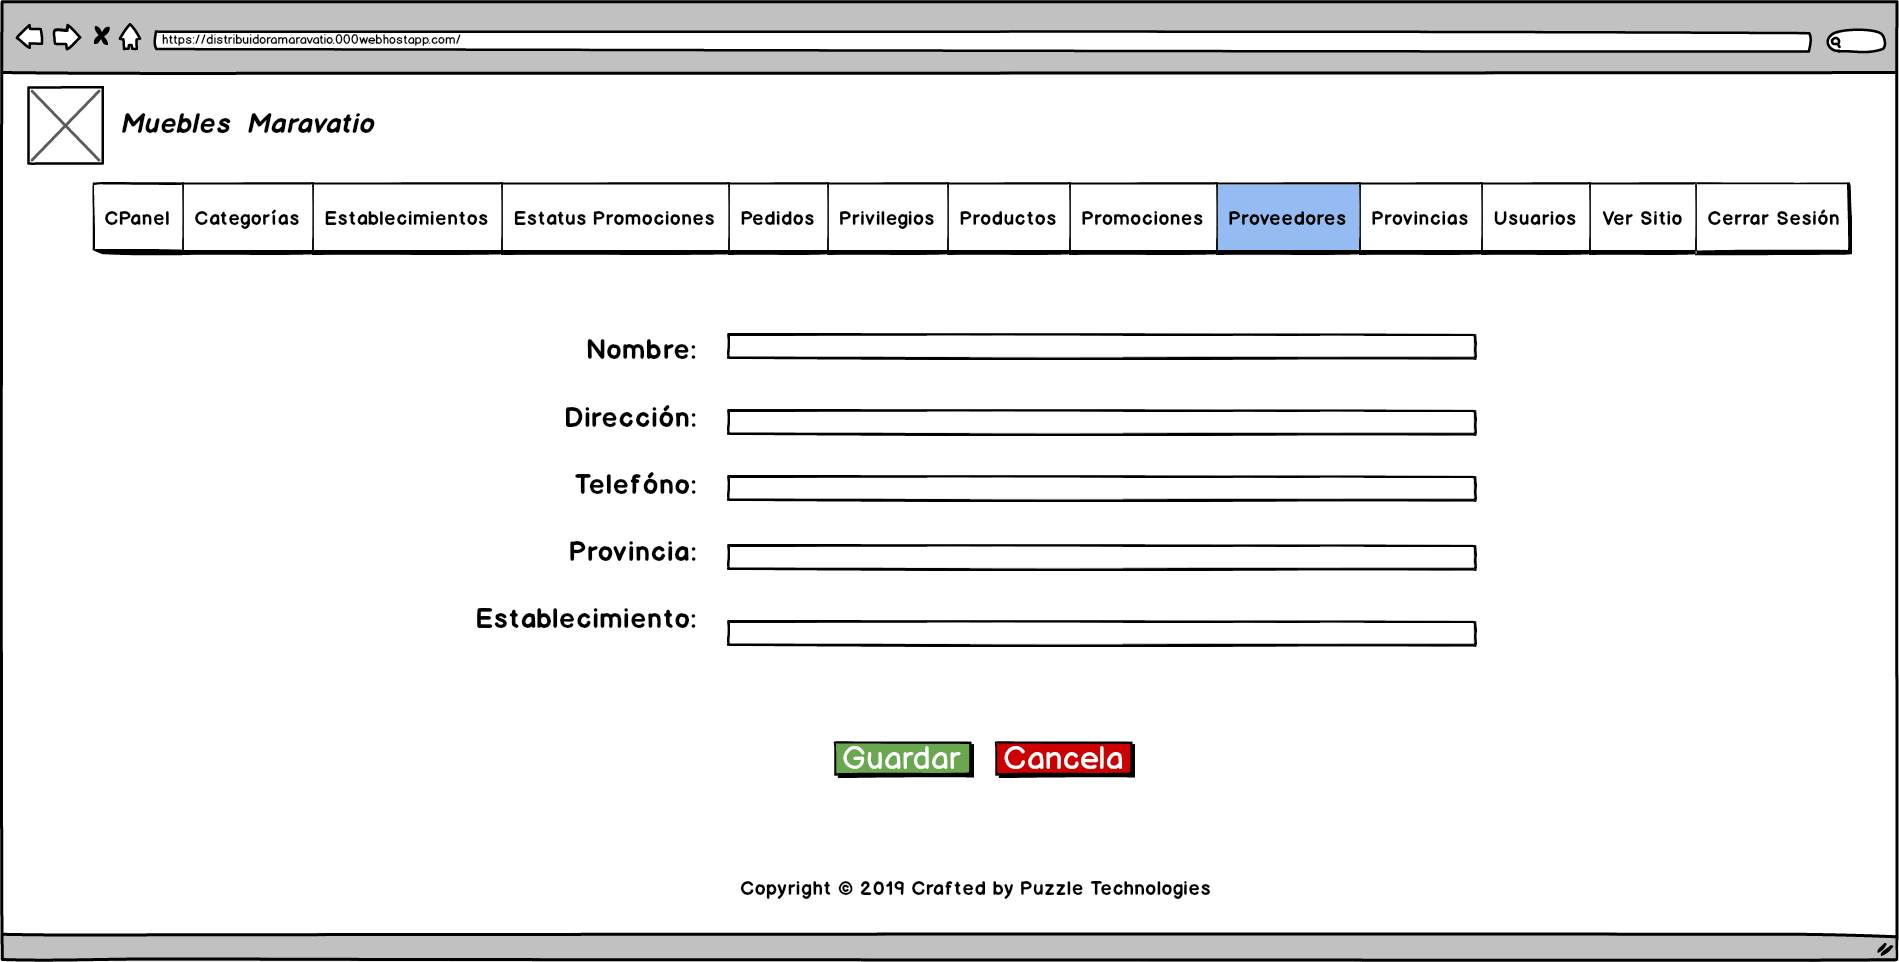 https://distribuidoramaravatio.000webhostapp.com/
Muebles Maravatio
CPanel Categorías Establecimientos Estatus Promociones Pedidos Privilegios Productos Promociones Proveedores Provincias Usuarios Ver Sitio Cerrar Sesión
Nombre:
Dirección:
Telefóno:
Provincia:
Establecimiento:
Guardar Cancela
Copyright © 2019 Crafted by Puzzle Technologies